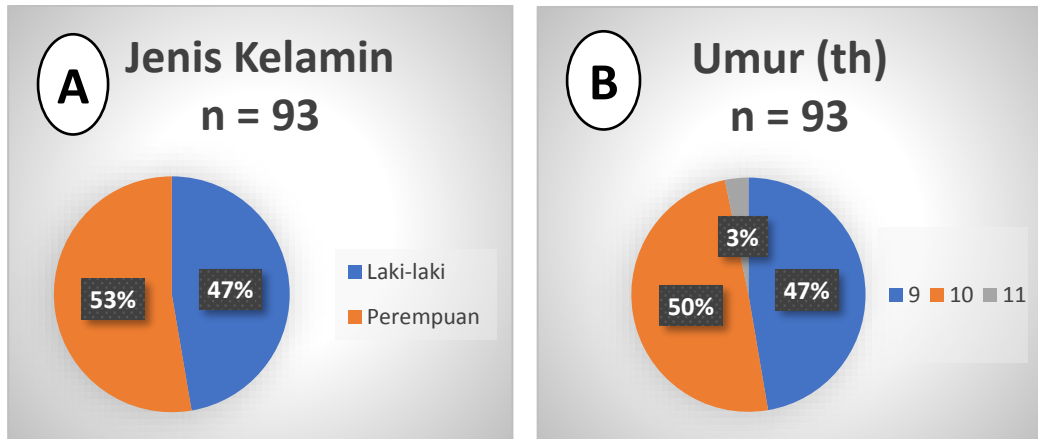 A
Jenis Kelamin
n = 93
53%
47%
Laki-laki
Perempuan
B
Umur (th)
n = 93
3%
50%
47%
9 10 11